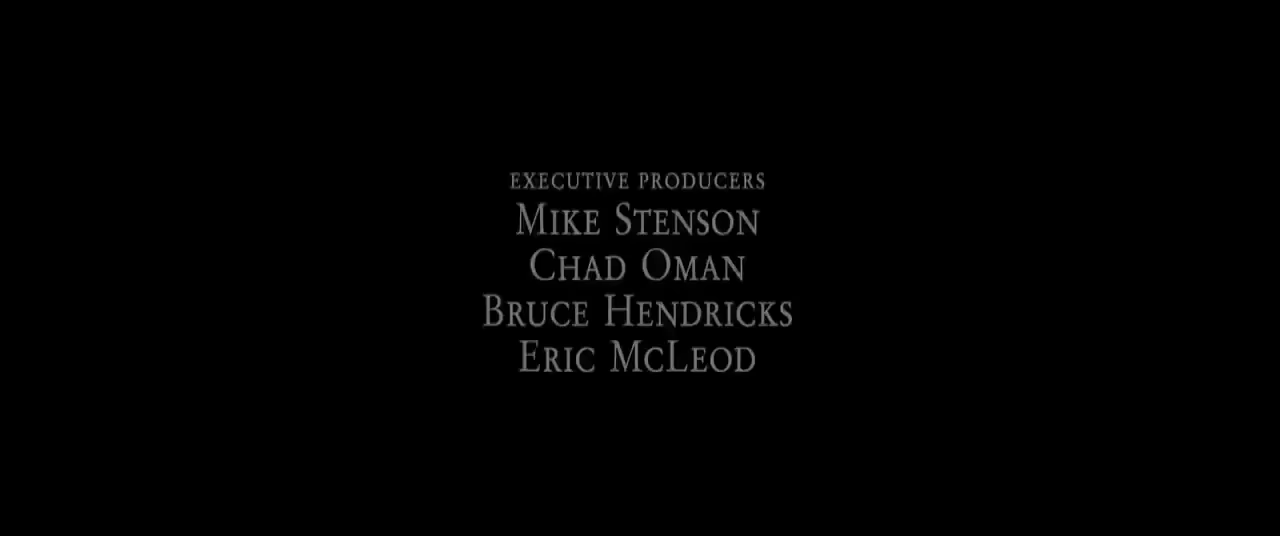 EXECUTIVE PRODUCERS
MIKE STENSON
CHAD OMAN
BRUCE HENDRICKS
ERIC MCLEOD